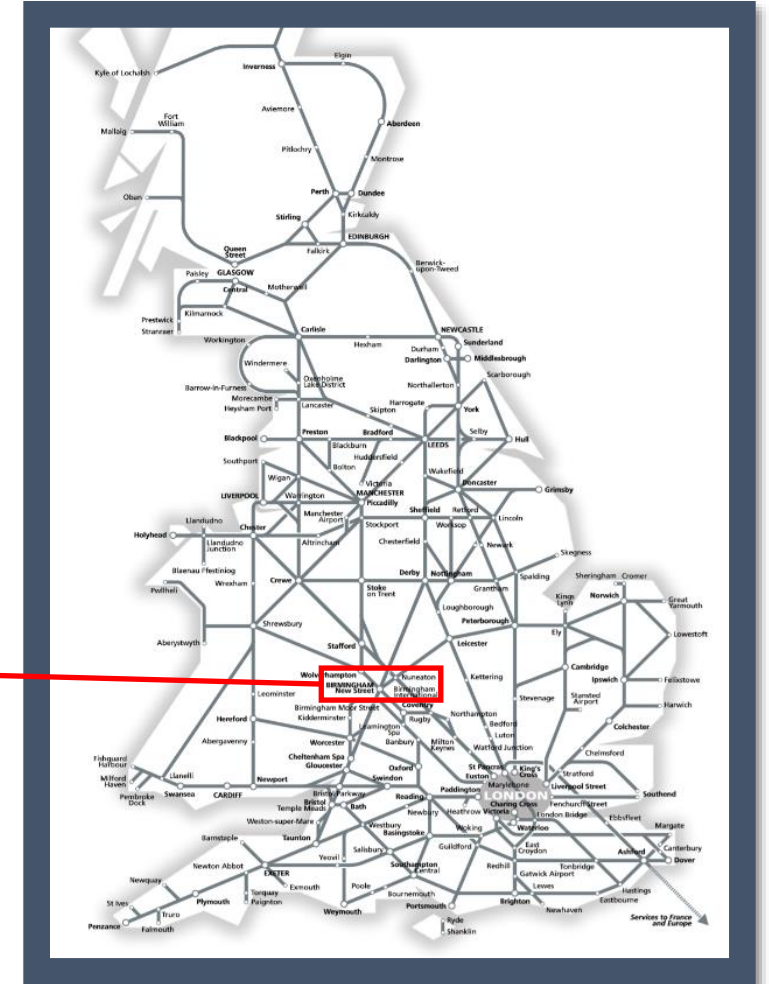 Elgin
Inverness
Kyle of Lochalsh
Aviemore
Fort
William
Mallaig
Aberdeen
Pitlochry
Montrose
Perth
Dundee
Oban
Kirkcaldy
Stirling
EDINBURGH
Queen
Street
Falkirk
Berwick-
upon-Tweed
Paisley
GLASGOW
Central
Motherwell
Prestwick
Kilmarnock
Stranraer
Carlisle
NEWCASTLE
Workington
Hexham
Sunderland
Durham
Darlington
Middlesbrough
Windermere
Scarborough
Oxenholme
Lake District
Northallerton
Barrow-in-Furness
Morecambe
Heysham Port
Lancaster
Harrogate
Skipton
York
Preston
Bradford
Selby
Blackpool
Blackburn
LEEDS
Hull
Huddersfield
Southport
Bolton
Wakefield
Wigan
Victoria
Doncaster
MANCHESTER
Piccadilly
LIVERPOOL
Warrington
Grimsby
Manchester
Airport
Sheffield
Retford
Llandudno
Stockport
Worksop
Lincoln
Holyhead
Chester
Llandudno
Junction
Altrincham
Chesterfield
Newark
Skegness
Blaenau Ffestiniog
Wrexham
Crewe
Derby
Nottingham
Spalding
Sheringham
Cromer
Pwllheli
Stoke
on Trent
Grantham
Kings
Lynn
Norwich
Great
Yarmouth
Loughborough
Peterborough
Shrewsbury
Ely
Lowestoft
Aberystwyth
Stafford
Leicester
Wolverhampton
Nuneaton
Kettering
Cambridge
BIRMINGHAM
New Street
Birmingham
International
Ipswich
Felixstowe
Leominster
Coventry
Stevenage
Stansted
Airport
Harwich
Birmingham Moor Street
Kidderminster
Rugby
Northampton
Hereford
Leamington
Spa
Bedford
Colchester
Abergavenny
Worcester
Banbury
Milton
Keynes
Luton
Watford Junction
Chelmsford
Cheltenham Spa
Gloucester
Oxford
St Pancras
King's
Cross
Fishguard
Harbour
Euston
Stratford
Llanelli
Newport
Swindon
Marylebone
Liverpool Street
Milford
Haven
Paddington
LONDON
Southend
Pembroke
Dock
Swansea
CARDIFF
Bristol Parkway
Reading
Charing Cross
Fenchurch Street
Bristol
Temple Meads
Bath
Newbury
Heathrow
Victoria
London Bridge
Ebbsfleet
Weston-super-Mare
Westbury
Basingstoke
Woking
Waterloo
Margate
Barnstaple
Taunton
Salisbury
Guildford
East
Croydon
Canterbury
Yeovil
Redhill
Tonbridge
Ashford
Dover
Newton Abbot
EXETER
Southampton
Central
Gatwick Airport
Newquay
Exmouth
Poole
Lewes
Hastings
Torquay
Paignton
Bournemouth
Eastbourne
St Ives
Plymouth
Weymouth
Portsmouth
Brighton
Newhaven
Truro
Ryde
Services to France
and Europe
Penzance
Falmouth
Shanklin